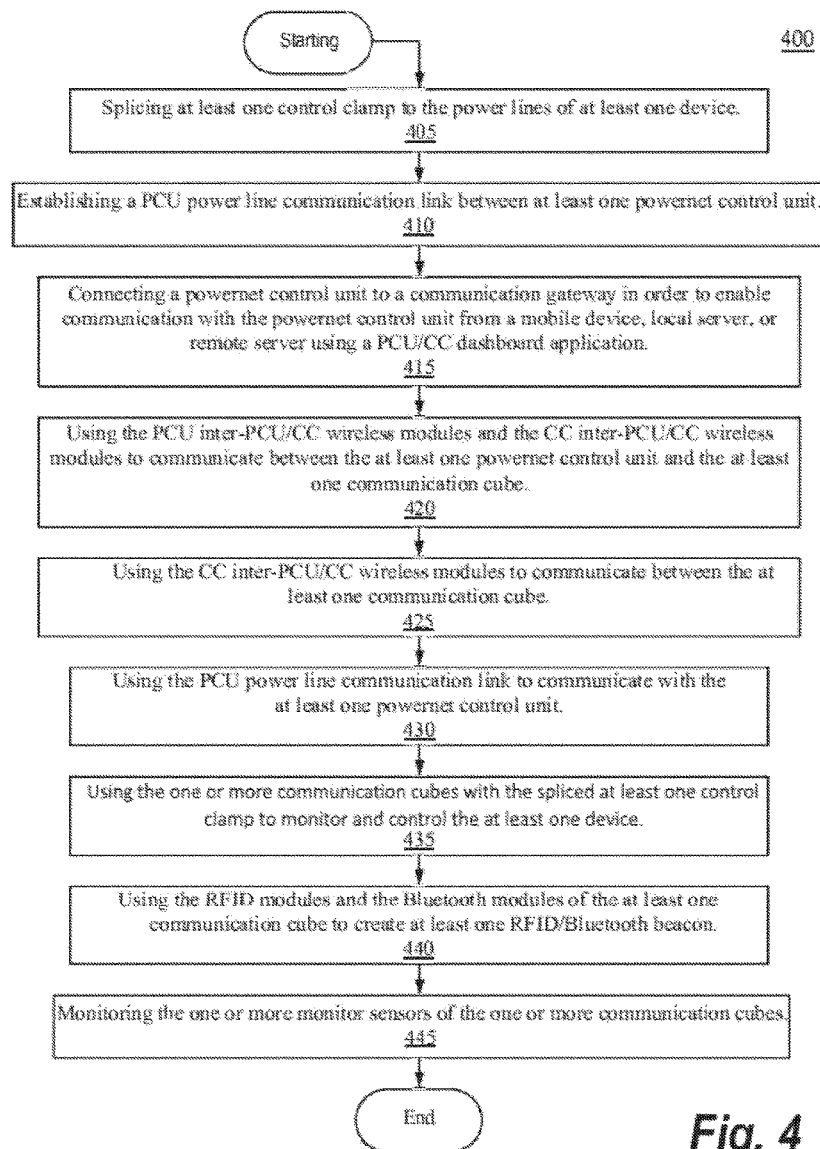 Starting
400
Splicing at least one control clamp to the power lines of at least one device.
405
Establishing a PCU power line communication link between at least one powernet control unit.
410
Connecting a powernet control unit to a communication gateway in order to enable
communication with the powernet control unit from a mobile device, local server, or
remote server using a PCU/CC dashboard application.
415
Using the PCU inter-PCU/CC wireless modules and the CC inter-PCU/CC wireless
modules to communicate between the at least one powernet control unit and the at least
one communication cube.
420
Using the CC inter-PCU/CC wireless modules to communicate between the at
least one communication cube.
425
Using the PCU power line communication link to communicate with the
at least one powernet control unit.
430
Using the one or more communication cubes with the spliced at least one control
clamp to monitor and control the at least one device.
435
Using the RFID modules and the Bluetooth modules of the at least one
communication cube to create at least one RFID/Bluetooth beacon.
440
Monitoring the one or more monitor sensors of the one or more communication cubes.
445
End
Fig. 4